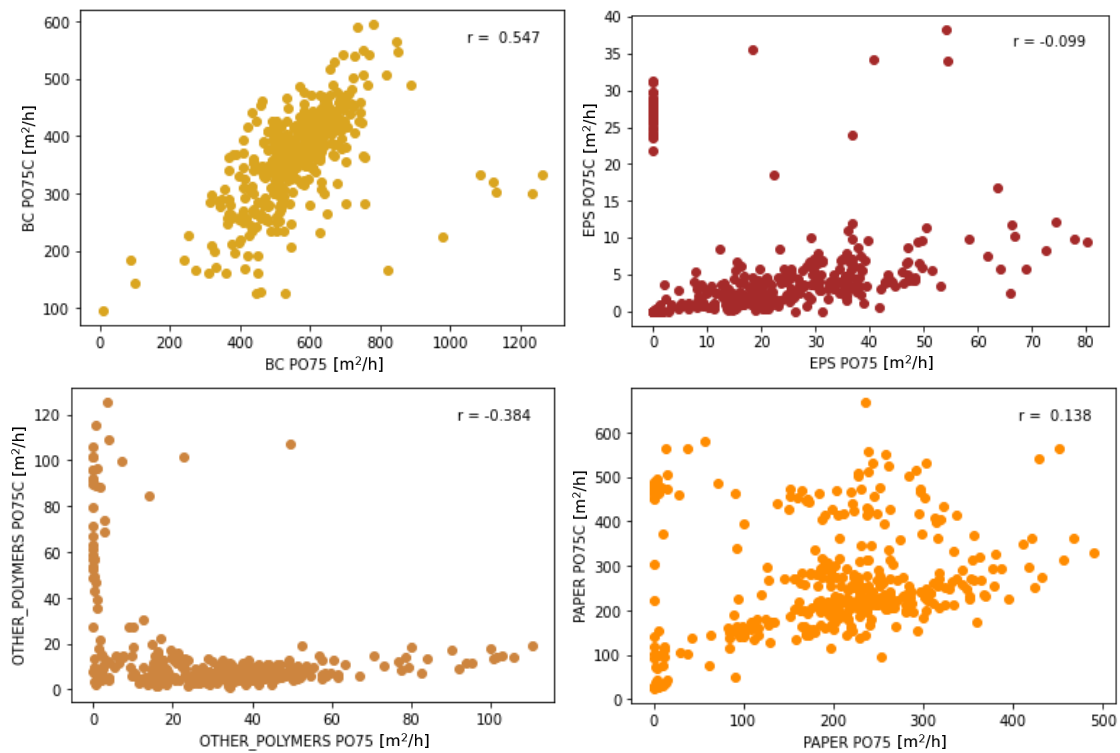 r = 0.547
600
500
400
300
200
100
BC PO75C [m²/h]
0 200 400 600 800 1000 1200
BC PO75 [m²/h]
r = -0.099
40
35
30
25
20
15
10
5
0
EPS PO75C [m²/h]
0 10 20 30 40 50 60 70 80
EPS PO75 [m²/h]
r = -0.384
120
100
80
60
40
20
0
OTHER_POLYMERS PO75C [m²/h]
0 20 40 60 80 100
OTHER_POLYMERS PO75 [m²/h]
r = 0.138
600
500
400
300
200
100
0
PAPER PO75C [m²/h]
0 100 200 300 400 500
PAPER PO75 [m²/h]